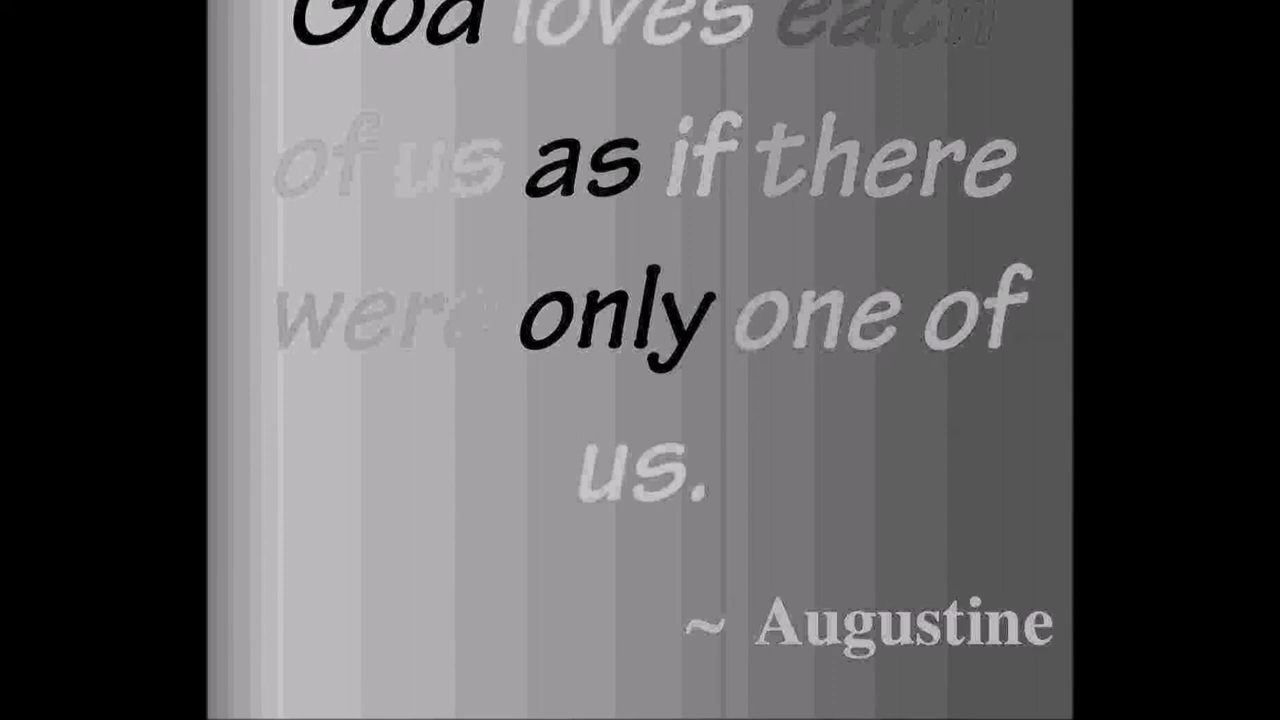 God loves each
of us as if there
were only one of
us.
~ Augustine